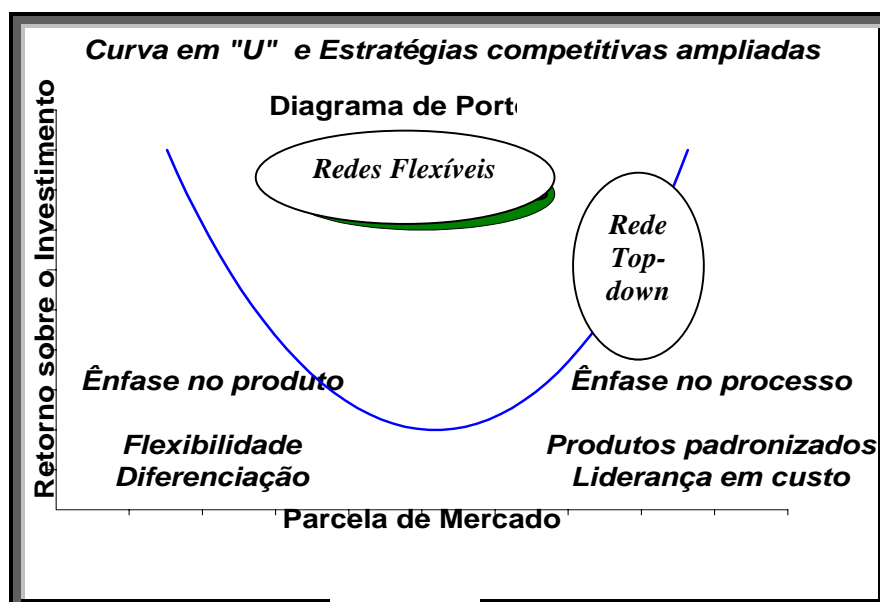 Curva em "U" e Estratégias competitivas ampliadas
Diagrama de Porte
Redes Flexíveis
Rede
Top-
down
Retorno sobre o Investimento
Ênfase no produto
Ênfase no processo
Flexibilidade
Diferenciação
Produtos padronizados
Liderança em custo
Parcela de Mercado